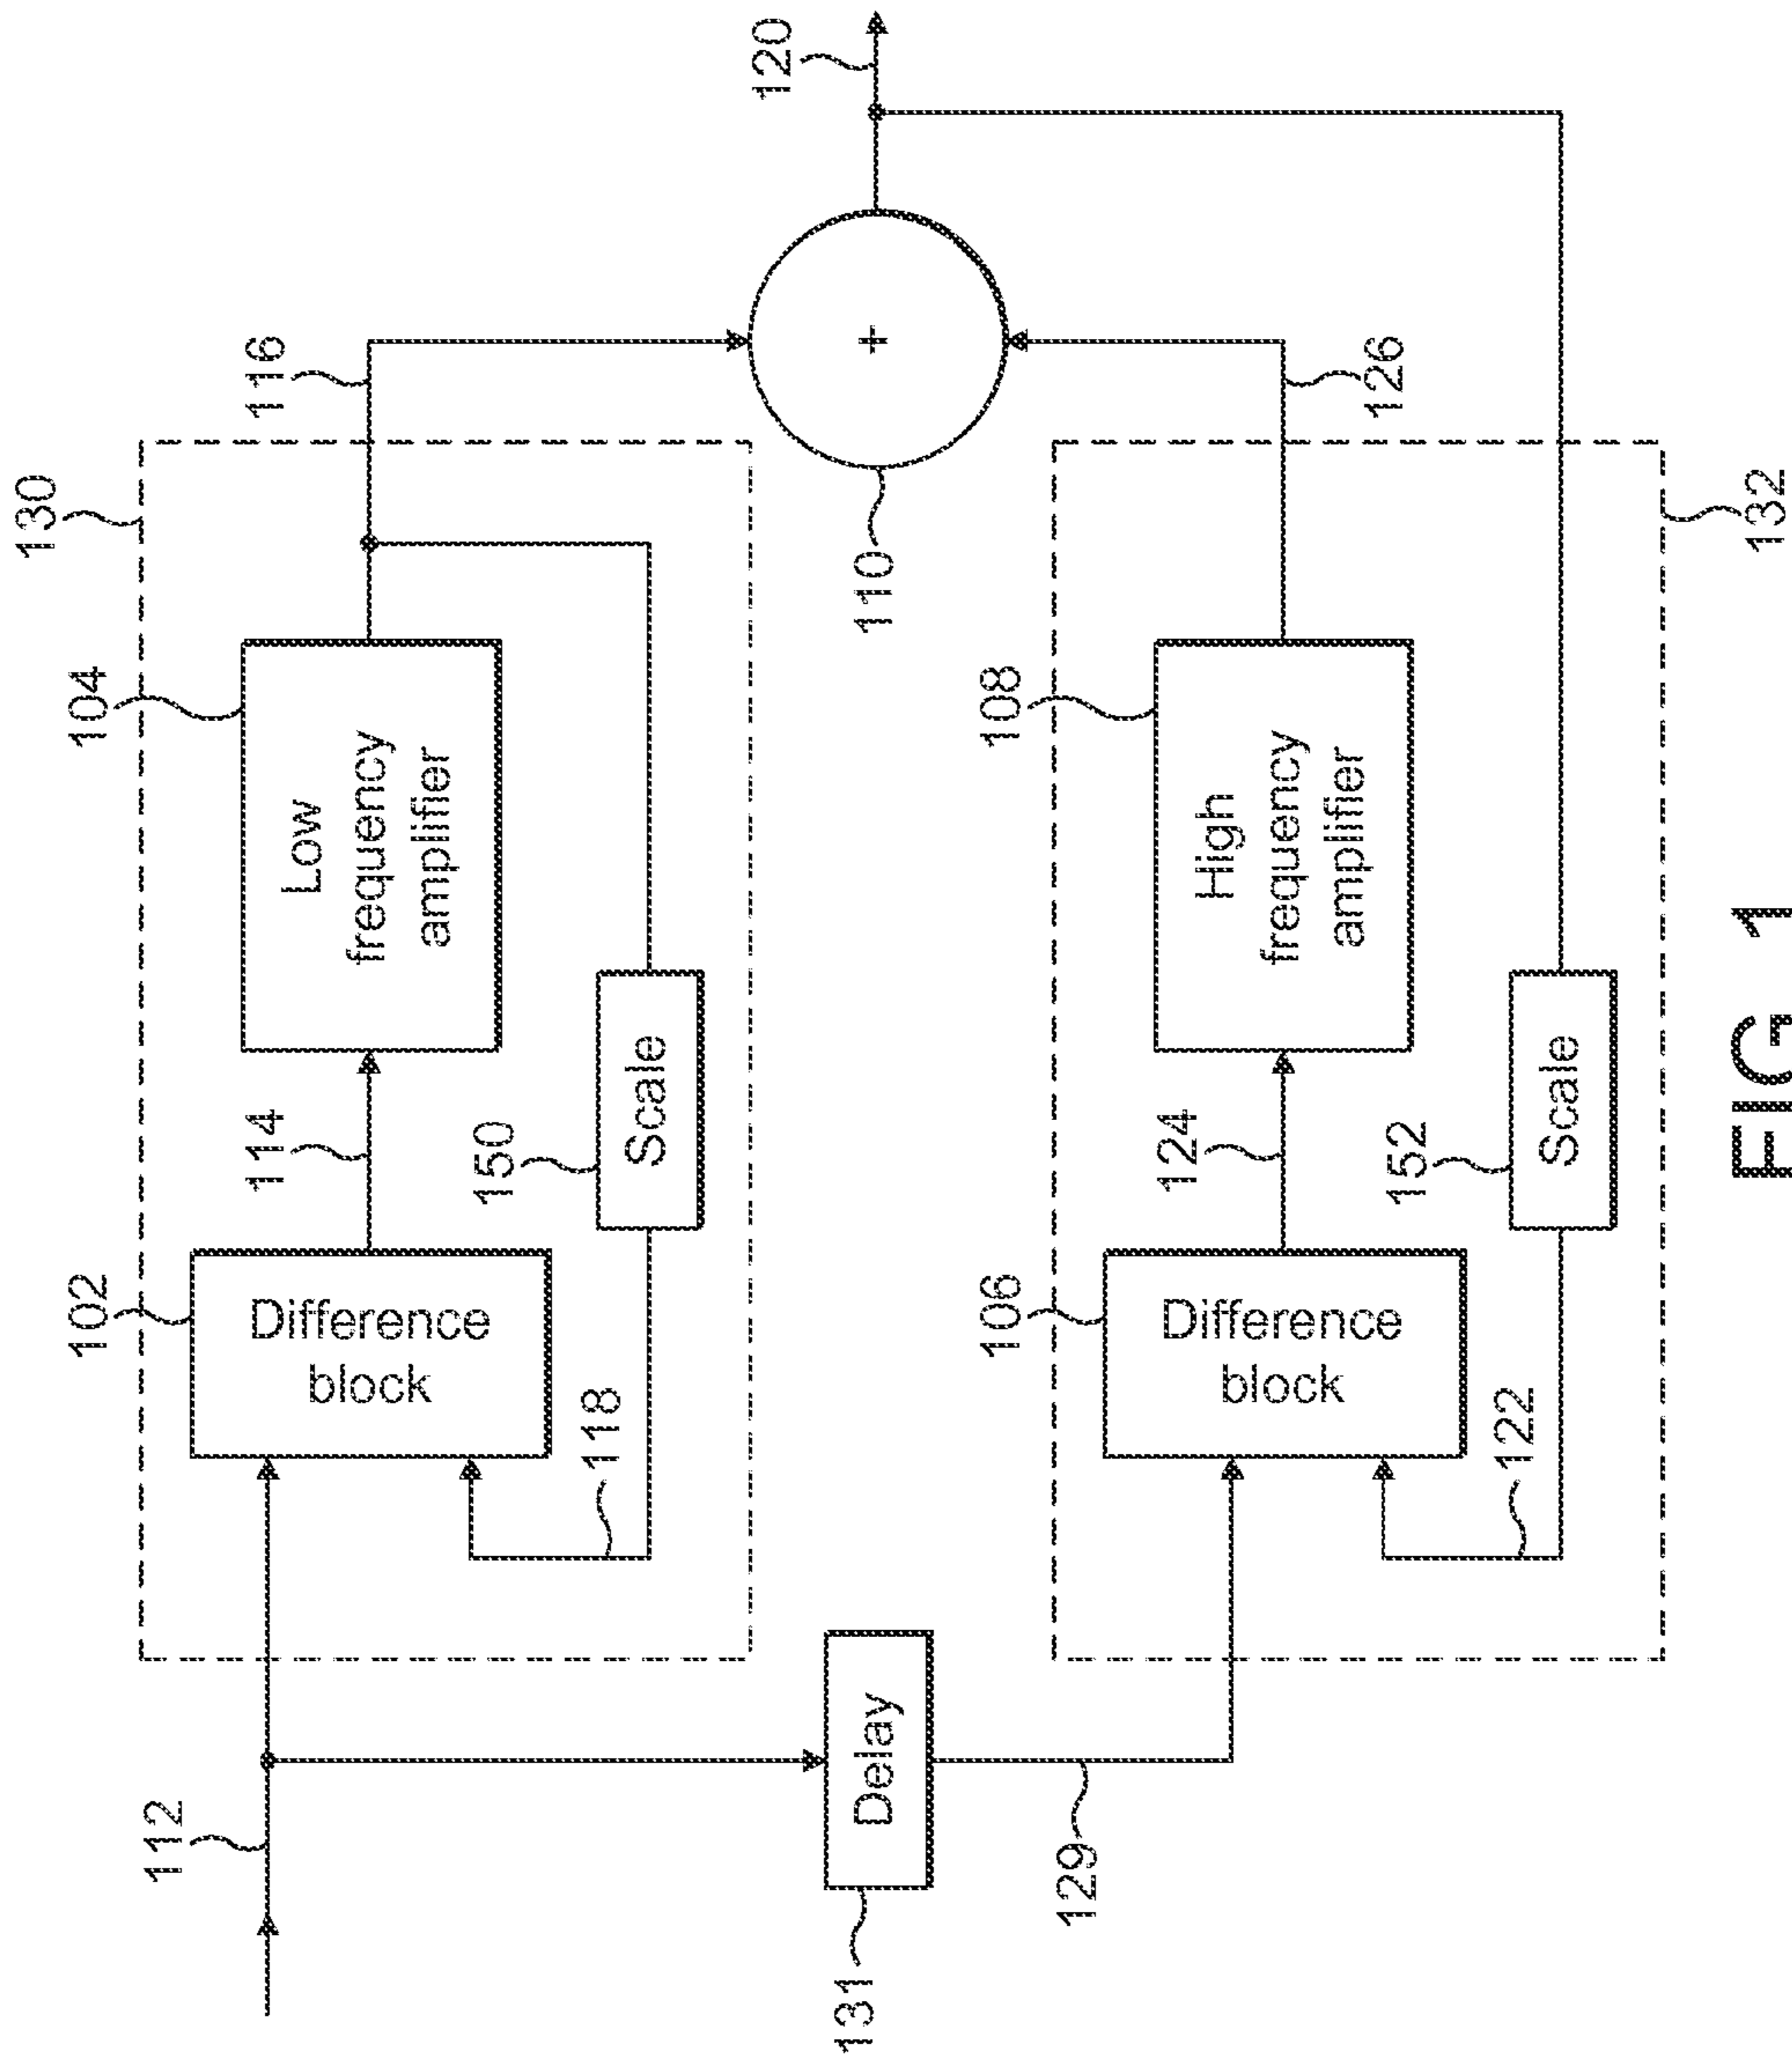 130
104
116
120
102
114
Low
frequency
amplifier
112
Difference
block
150
Scale
118
110
+
131
Delay
108
106
124
High
frequency
amplifier
129
Difference
block
152
Scale
122
126
132
FIG 1